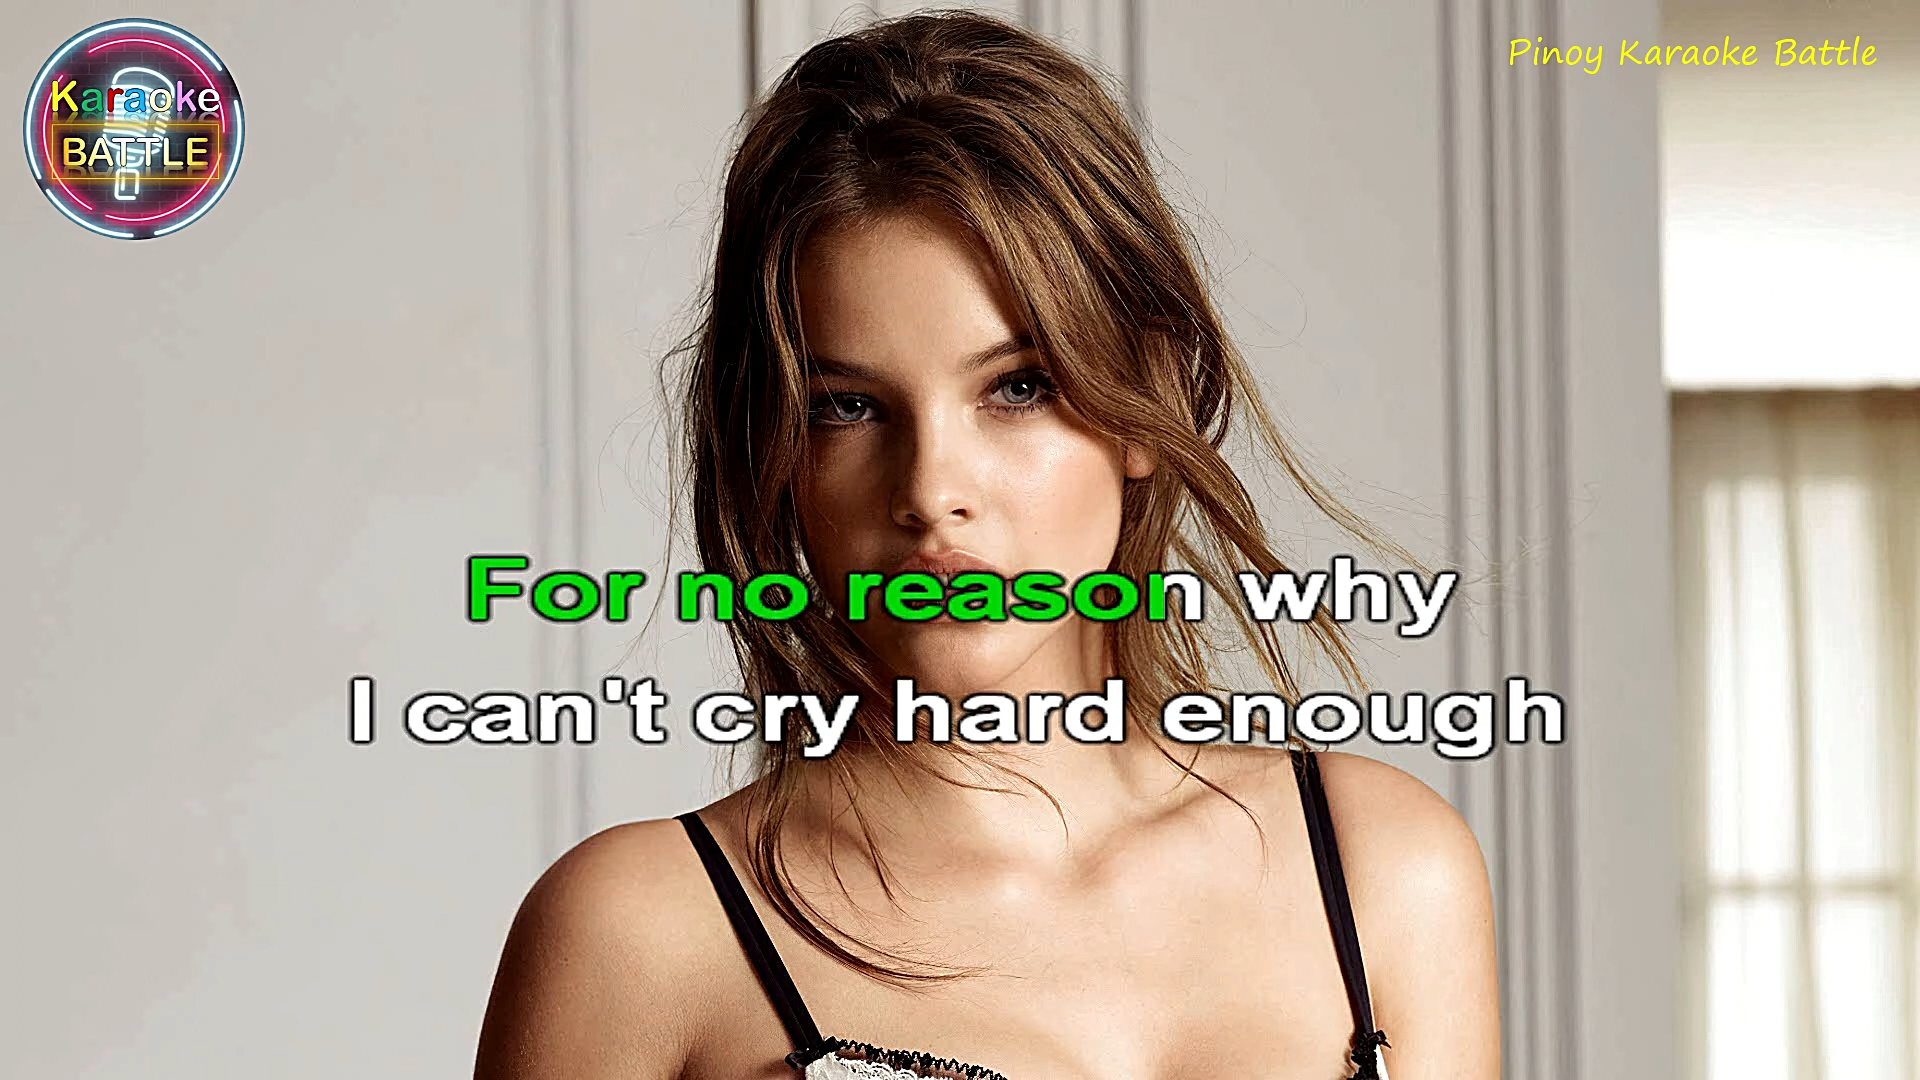 Karaoke
BATTLE
Pinoy Karaoke Battle
For no reason why
I can't cry hard enough